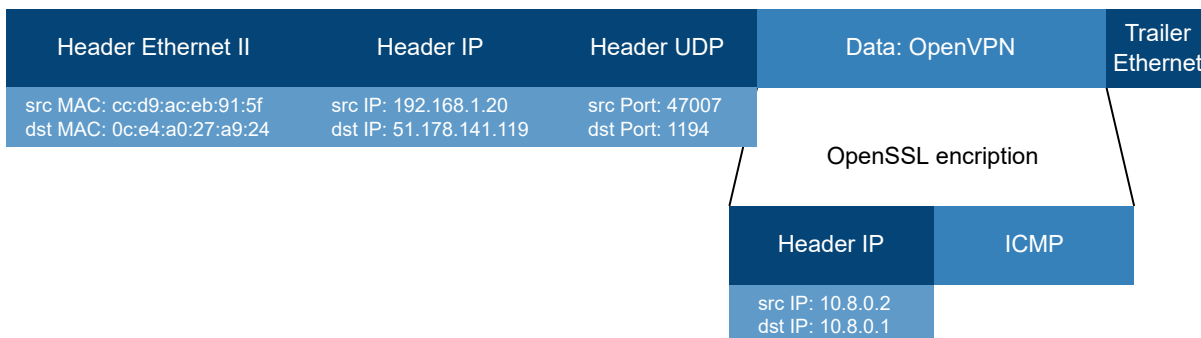 Header Ethernet II
Header IP
Header UDP
Data: OpenVPN
Trailer
Ethernet
src MAC: cc:d9:ac:eb:91:5f
dst MAC: 0c:e4:a0:27:a9:24
src IP: 192.168.1.20
dst IP: 51.178.141.119
src Port: 47007
dst Port: 1194
OpenSSL encription
Header IP
ICMP
src IP: 10.8.0.2
dst IP: 10.8.0.1